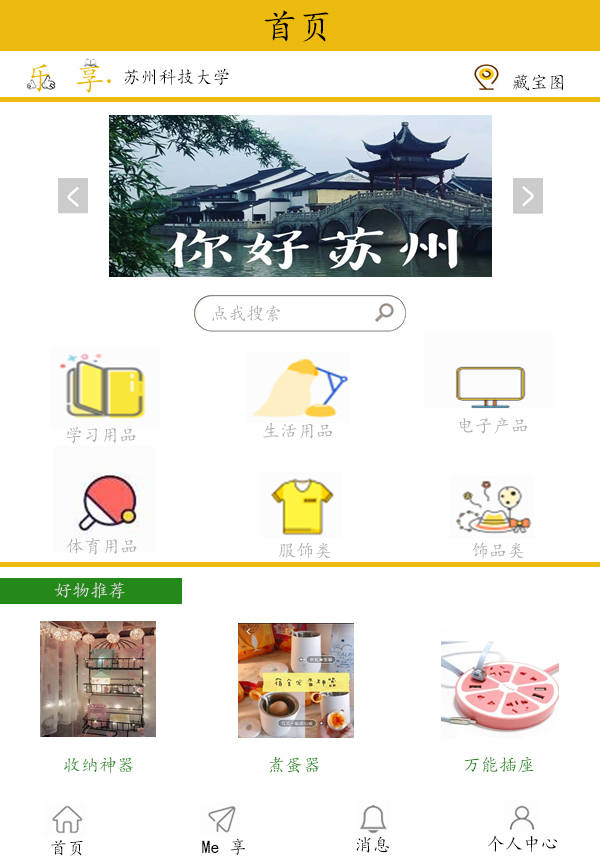 首页
乐 享. 苏州科技大学
藏宝图
你好苏州
点我搜索
学习用品
生活用品
电子产品
体育用品
服饰类
饰品类
好物推荐
收纳神器
煮蛋器
万能插座
首页
Me 享
消息
个人中心